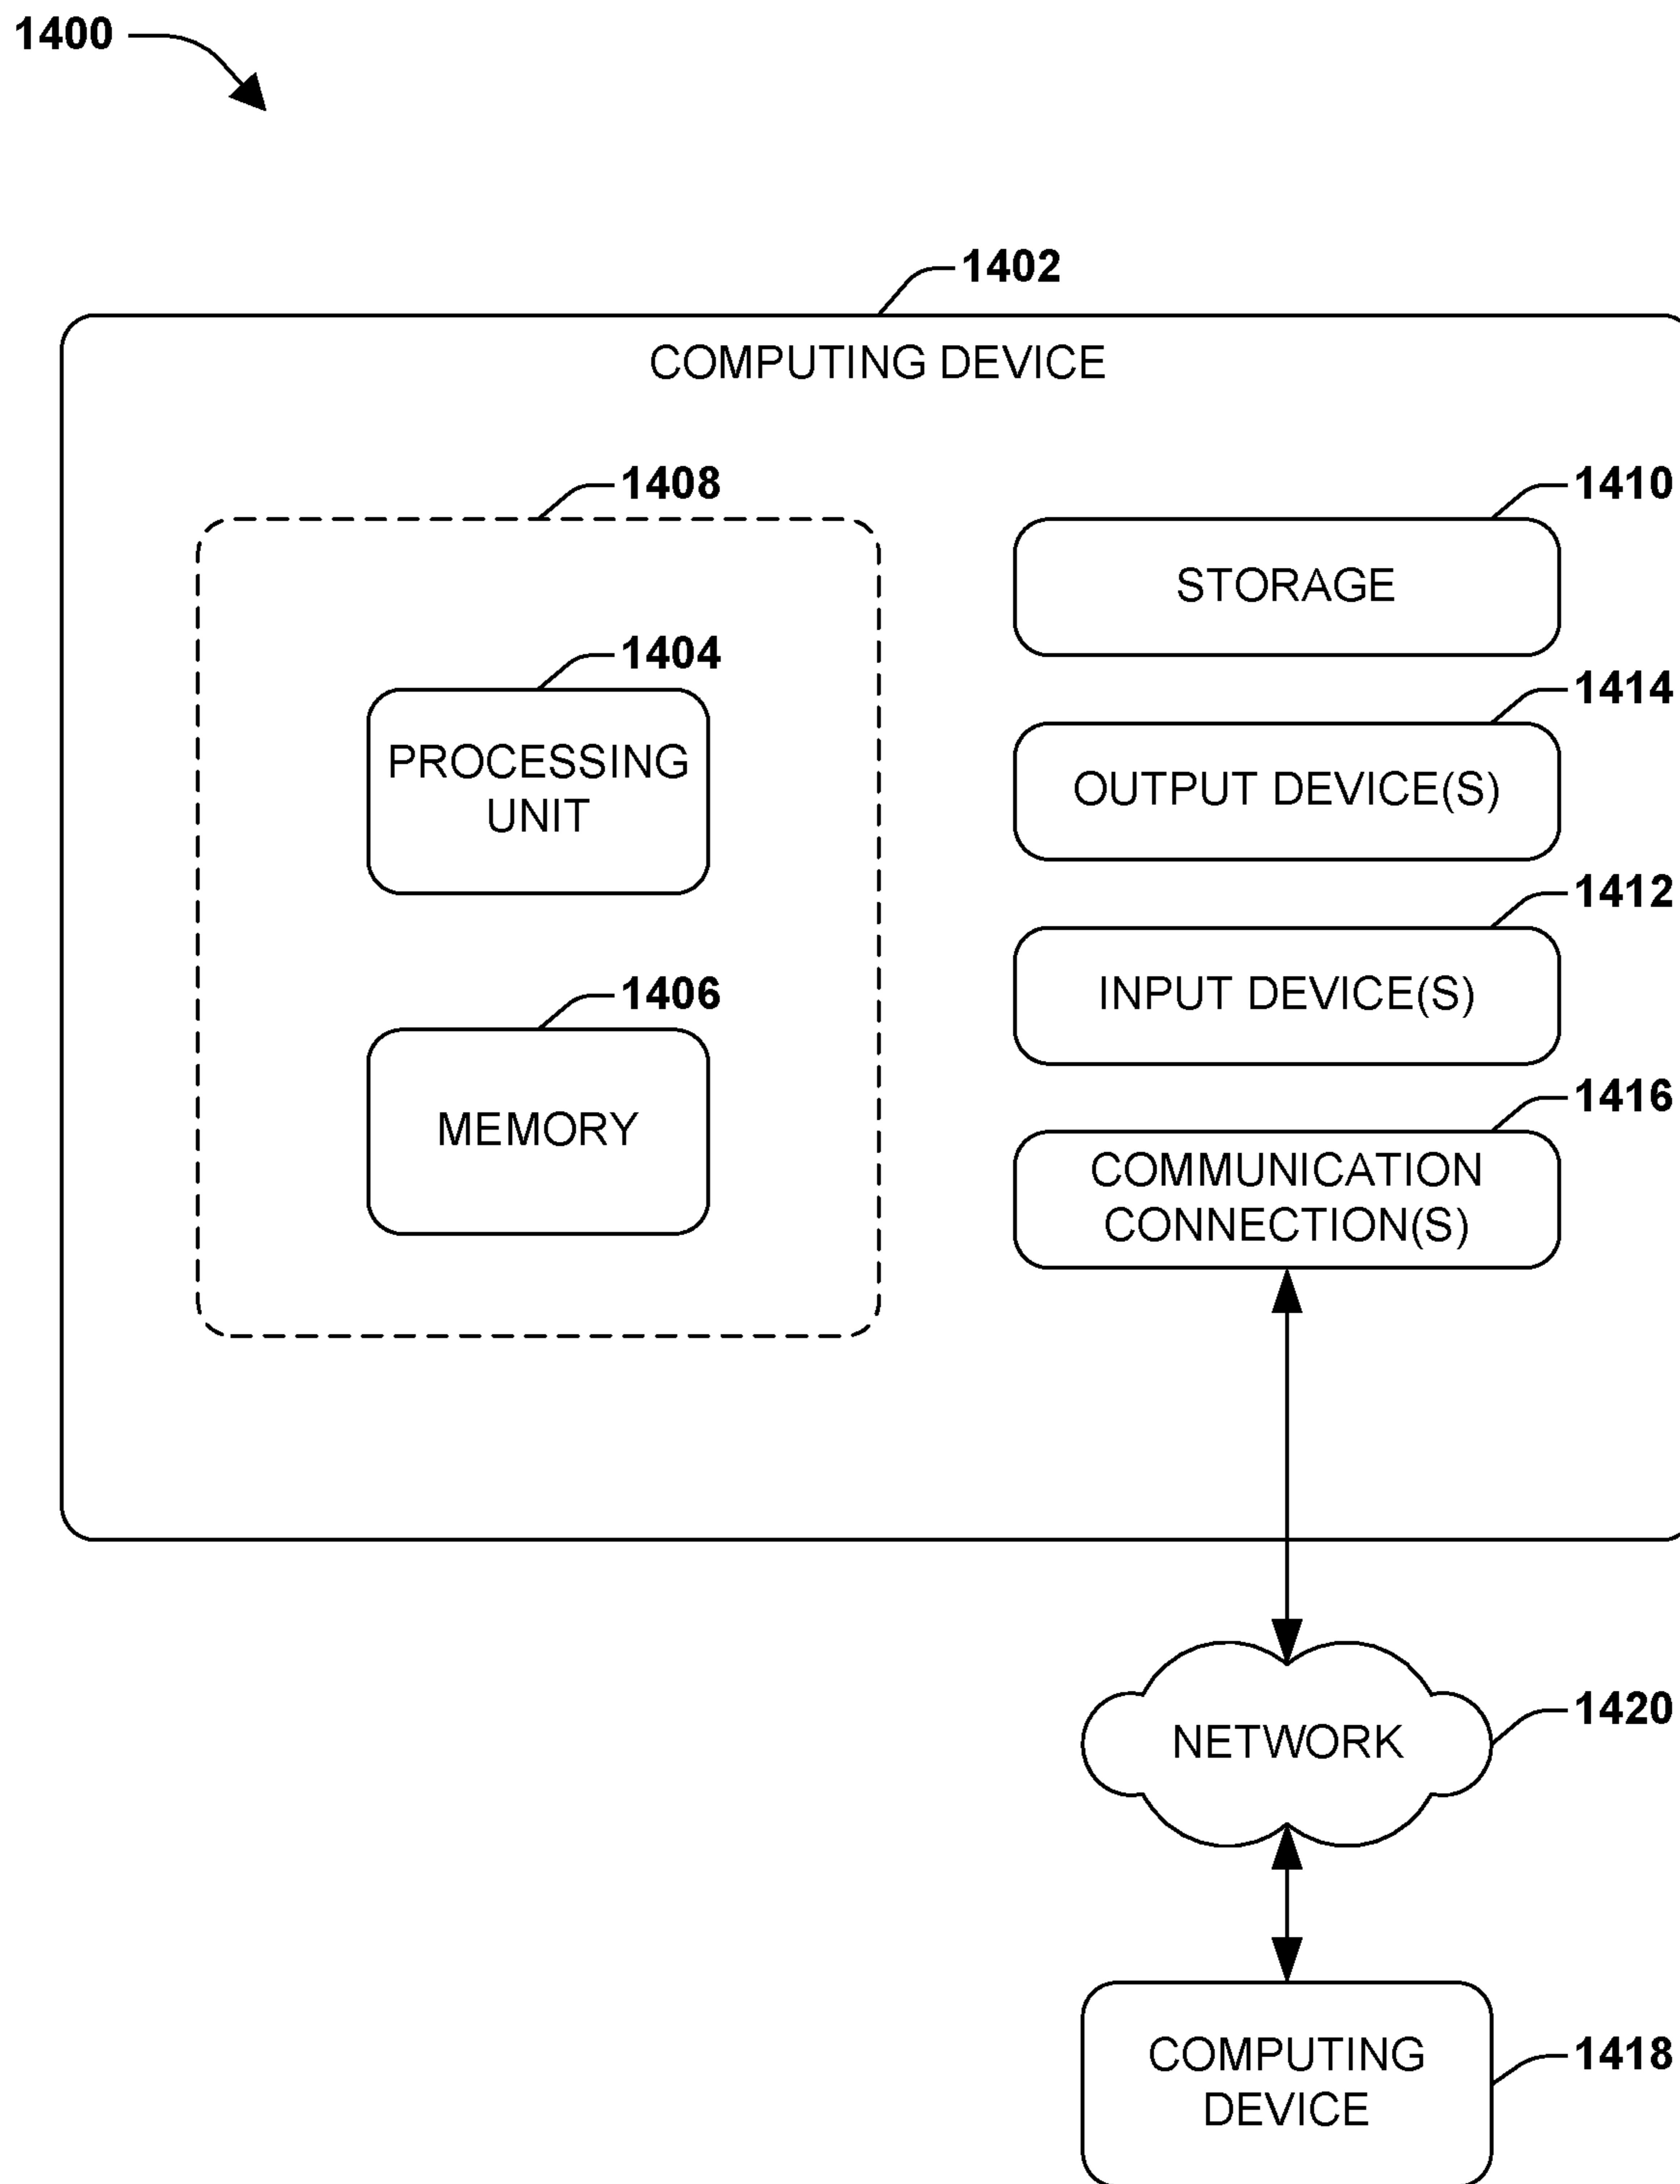 1400
1402
COMPUTING DEVICE
1408
1410
STORAGE
1404
1414
PROCESSING
UNIT
OUTPUT DEVICE(S)
1412
1406
INPUT DEVICE(S)
1416
MEMORY
COMMUNICATION
CONNECTION(S)
1420
NETWORK
1418
COMPUTING
DEVICE